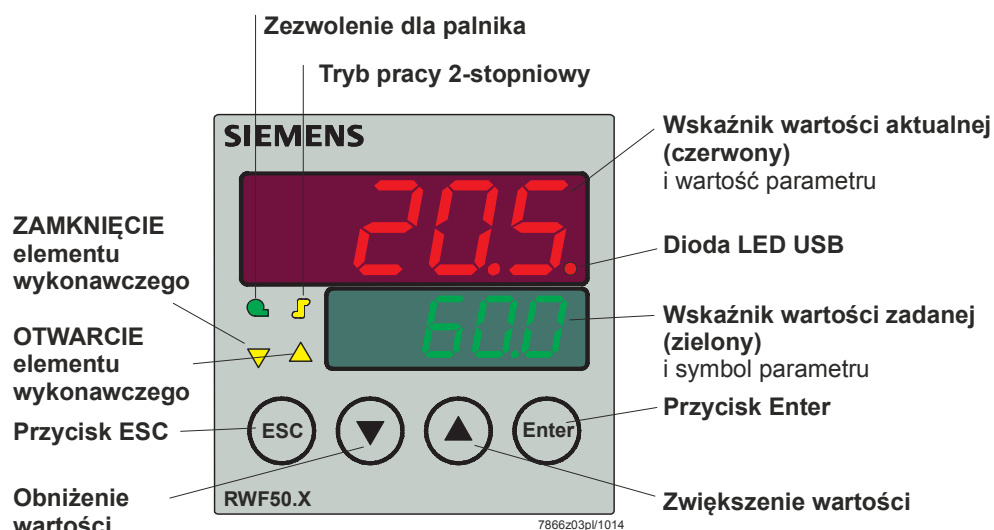 Zezwolenie dla palnika
Tryb pracy 2-stopniowy
SIEMENS
Wskaźnik wartości aktualnej
(czerwony)
i wartość parametru
20.5.
ZAMKNIĘCIE
elementu
wykonawczego
Dioda LED USB
OTWARCIE
elementu
wykonawczego
60.0
Wskaźnik wartości zadanej
(zielony)
i symbol parametru
Przycisk ESC
ESC
Enter
Przycisk Enter
Obniżenie
wartości
RWF50.X
Zwiększenie wartości
7866z03pl/1014